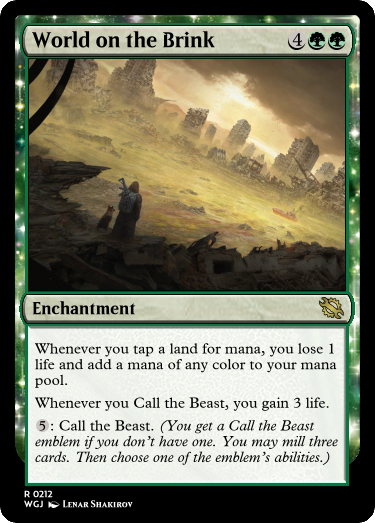 World on the Brink 4
Enchantment
Whenever you tap a land for mana, you lose 1
life and add a mana of any color to your mana
pool.
Whenever you Call the Beast, you gain 3 life.
5: Call the Beast. (You get a Call the Beast
emblem if you don't have one. You may mill three
cards. Then choose one of the emblem's abilities.)
R 0212
WGJ Lenar Shakirov